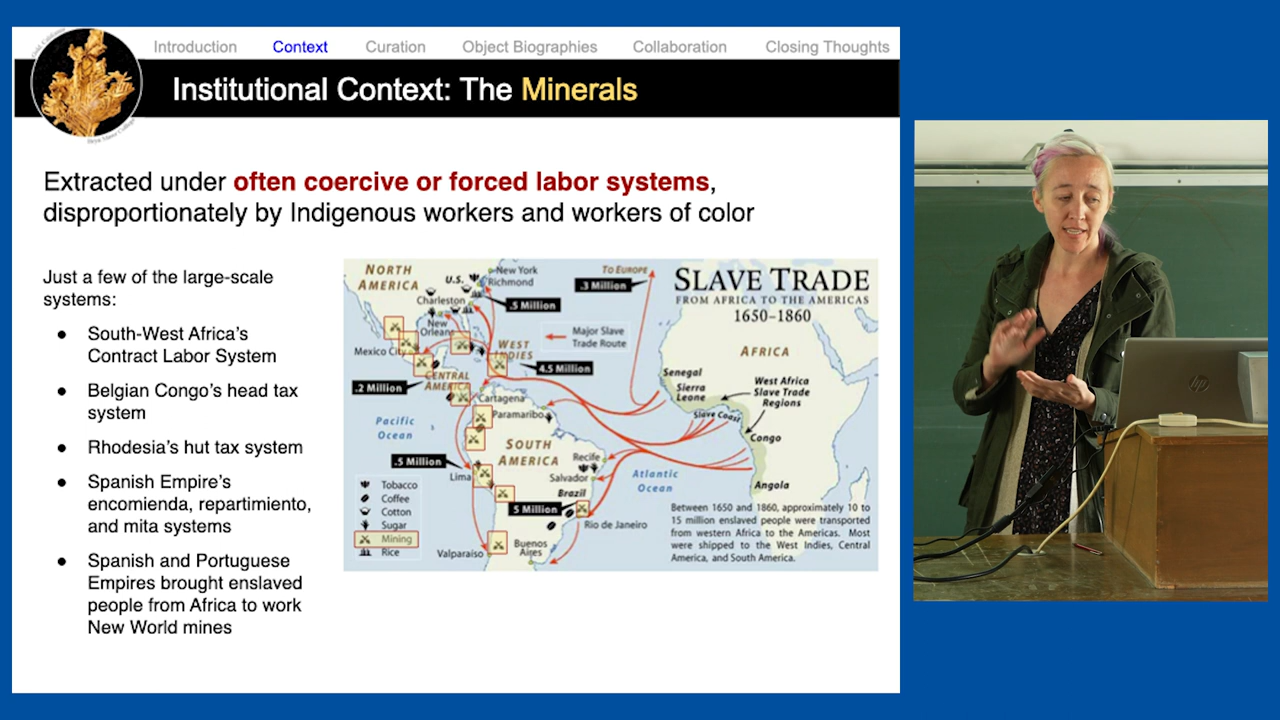 Introduction
Context
Curation
Object Biographies
Collaboration
Closing Thoughts
Institutional Context: The Minerals
Extracted under often coercive or forced labor systems,
disproportionately by Indigenous workers and workers of color
Just a few of the large-scale
systems:
● South-West Africa's
Contract Labor System
● Belgian Congo's head tax
system
● Rhodesia's hut tax system
● Spanish Empire's
encomienda, repartimiento,
and mita systems
● Spanish and Portuguese
Empires brought enslaved
people from Africa to work
New World mines
SLAVE TRADE
FROM AFRICA TO THE AMERICAS
1650–1860
NORTH
AMERICA
U.S.
New York
Richmond
TO EUROPE
.3 Million
Charleston
.5 Million
New
Orleans
Major Slave
Trade Route
Mexico City
WEST
INDIES
4.5 Million
AFRICA
CENTRAL
AMERICA
.2 Million
Senegal
Sierra
Leone
West Africa
Slave Trade
Regions
Cartagena
Paramaribo
Slave Coast
Pacific
Ocean
Congo
SOUTH
AMERICA
Recife
.5 Million
Lima
Salvador
Atlantic
Ocean
Angola
Brazil
5 Million
Rio de Janeiro
Tobacco
Coffee
Cotton
Sugar
Mining
Rice
Valparaiso
Buenos
Aires
Between 1650 and 1860, approximately 10 to
15 million enslaved people were transported
from western Africa to the Americas. Most
were shipped to the West Indies, Central
America, and South America.
hp